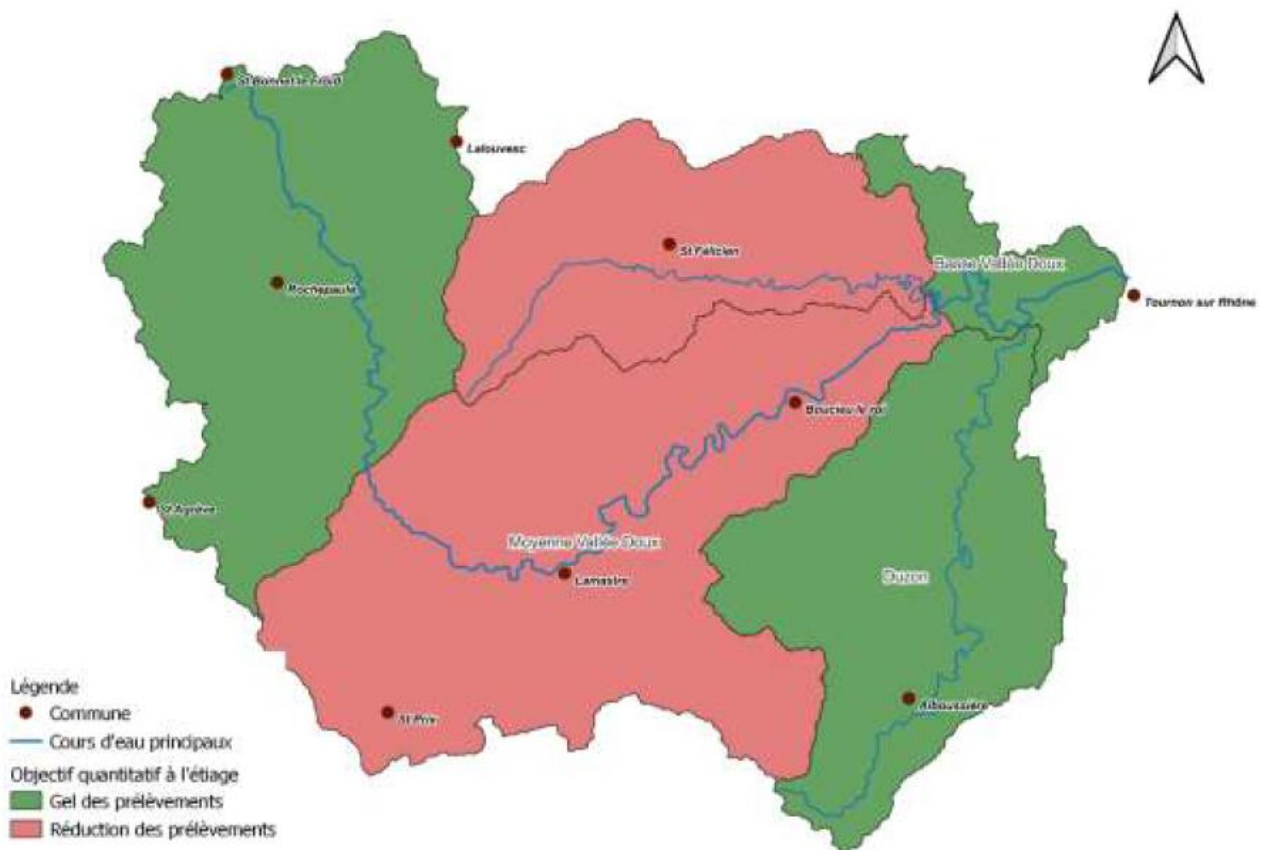 St Bonnet le Froid
Lalouvesc
St Félicien
Rochepaule
Basse Vallée Doux
Tournon sur Rhône
Boucieu le roi
St Agrève
Moyenne Vallée Doux
Lamastre
Duzon
Alboussière
St Prix
Légende
Commune
Cours d'eau principaux
Objectif quantitatif à l'étiage
Gel des prélèvements
Réduction des prélèvements